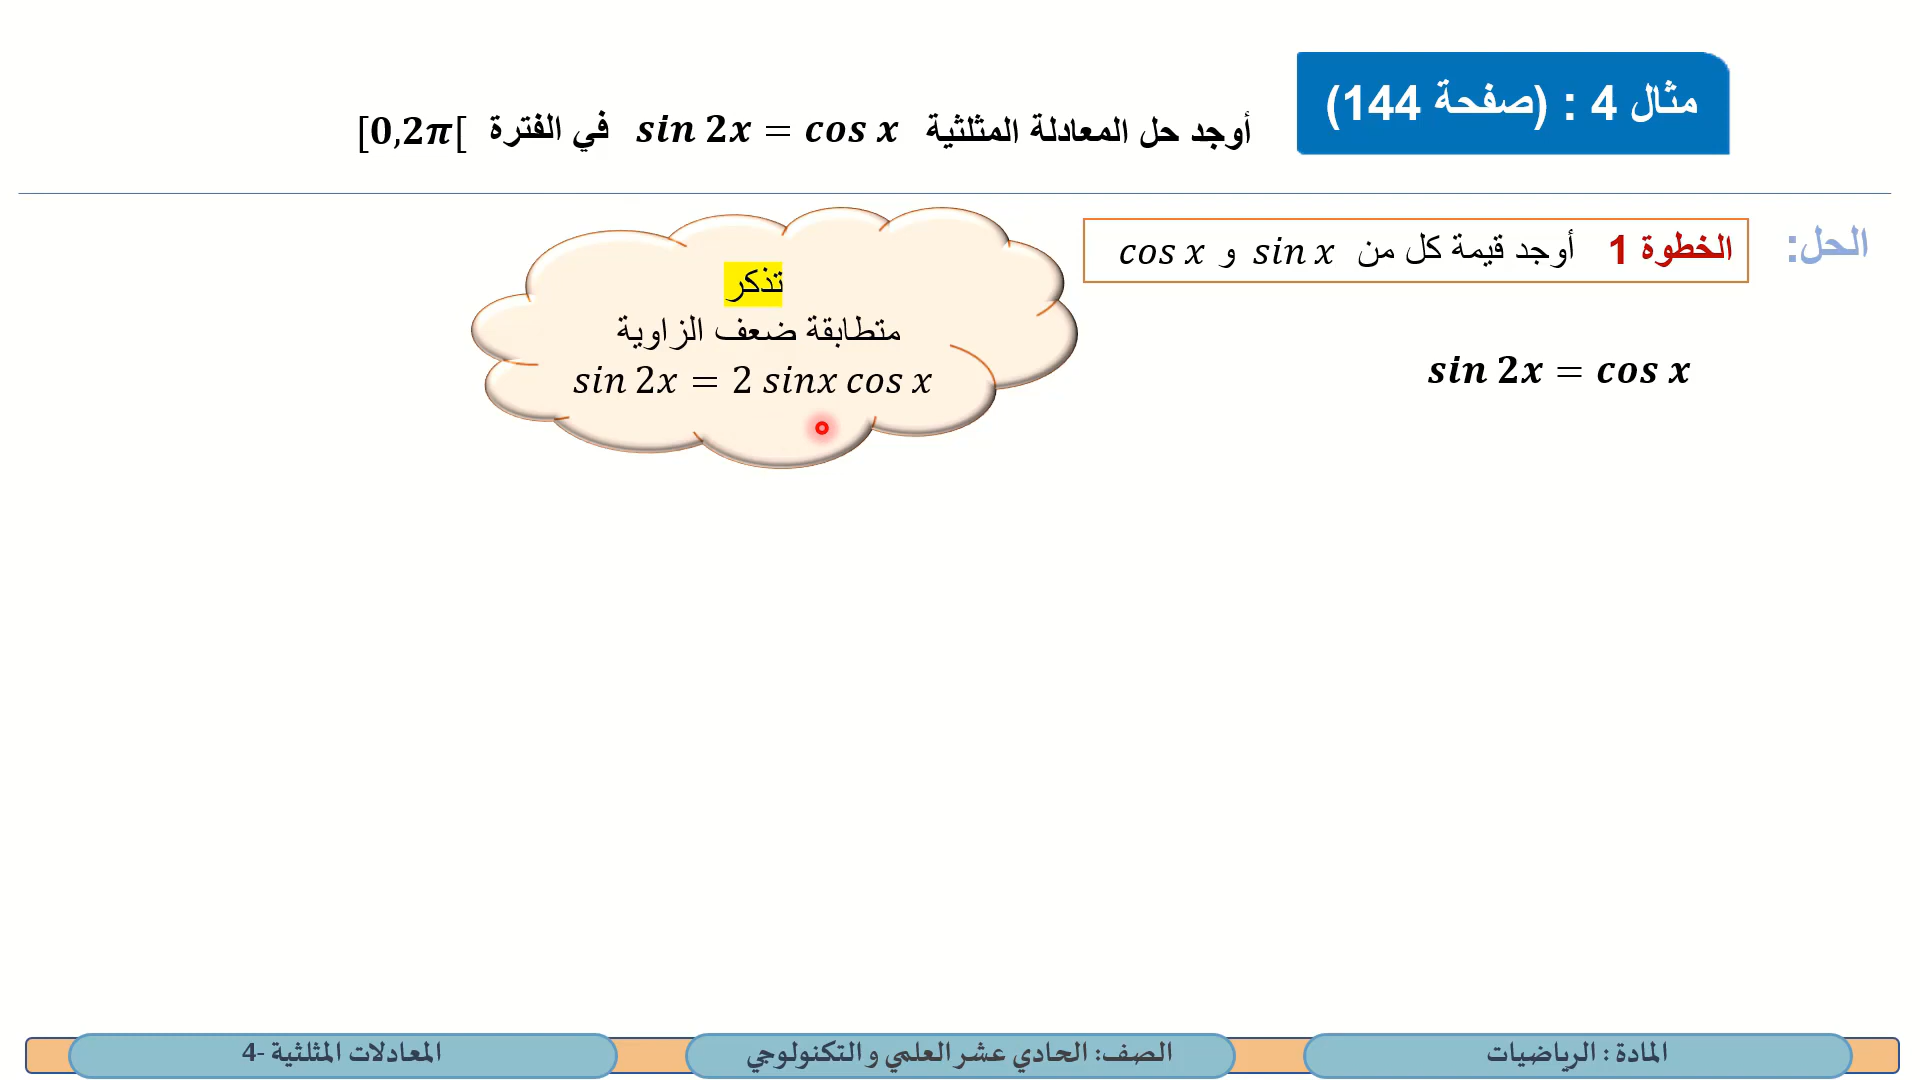 مثال 4 : (صفحة 144)
أوجد حل المعادلة المثلثية sin 2x = cos x في الفترة [0,2π[
الحل:
الخطوة 1 أوجد قيمة كل من sin x و cos x
تذكر
متطابقة ضعف الزاوية
sin 2x = 2 sinx cos x
sin 2x = cos x
المادة : الرياضيات
الصف: الحادي عشر العلمي و التكنولوجي
المعادلات المثلثية -4